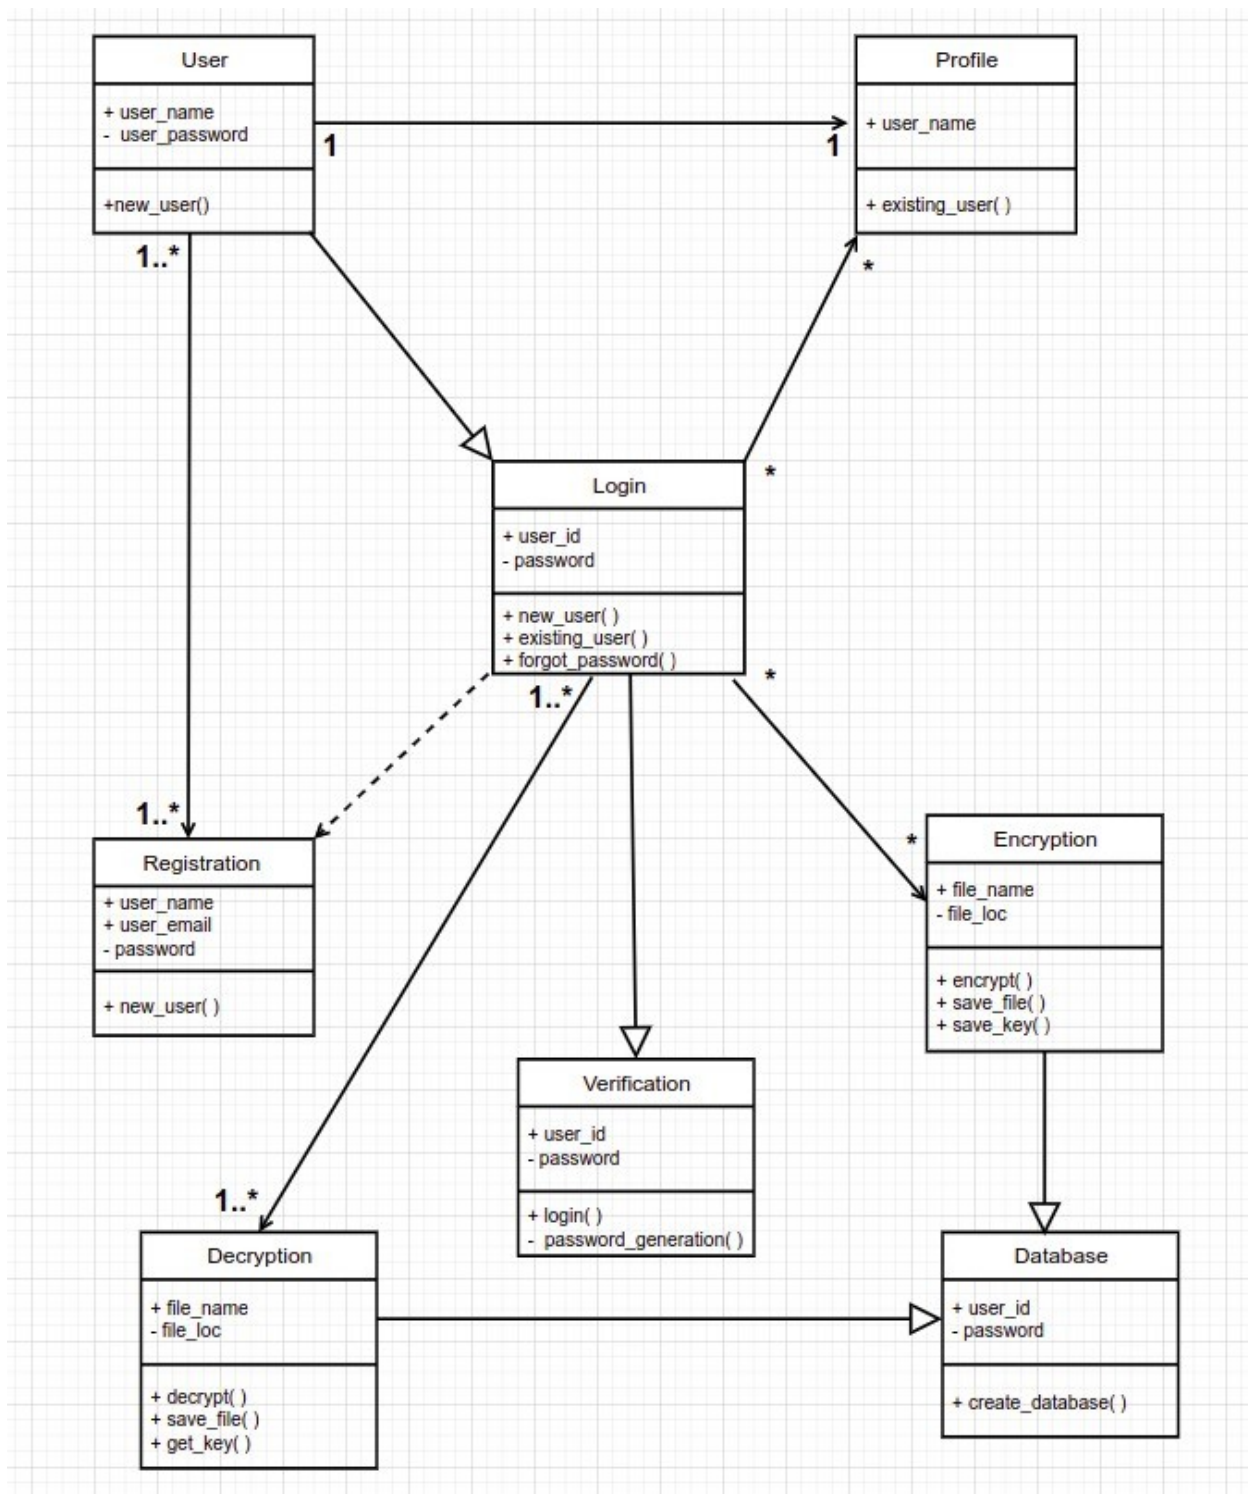 User
+ user_name
- user_password
+new_user()
1
1
1..*
Profile
+ user_name
+ existing_user( )
*
Login
+ user_id
- password
+ new_user( )
+ existing_user( )
+ forgot_password( )
*
*
1..*
1..*
Registration
+ user_name
+ user_email
- password
+ new_user( )
*
Encryption
+ file_name
- file_loc
+ encrypt( )
+ save_file( )
+ save_key( )
Verification
+ user_id
- password
+ login( )
- password_generation( )
1..*
Decryption
+ file_name
- file_loc
+ decrypt( )
+ save_file( )
+ get_key( )
Database
+ user_id
- password
+ create_database( )